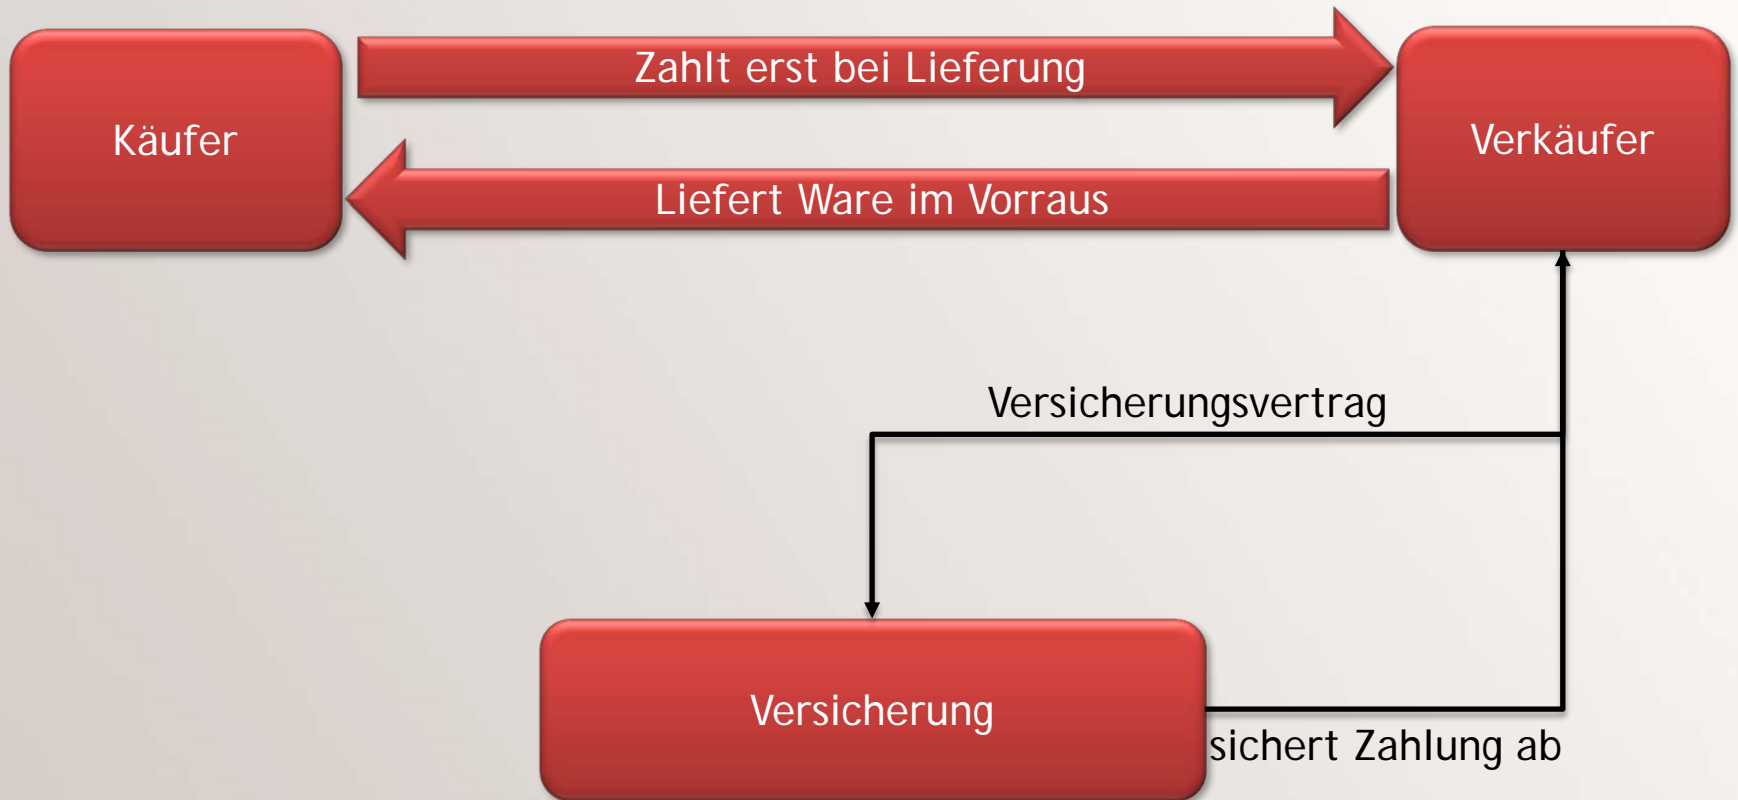 Zahlt erst bei Lieferung
Käufer
Verkäufer
Liefert Ware im Vorraus
Versicherungsvertrag
Versicherung
sichert Zahlung ab